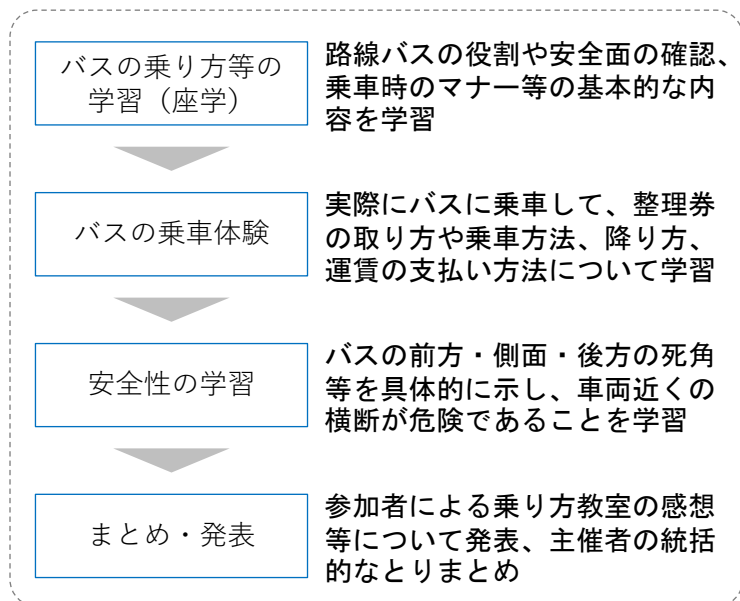 バスの乗り方等の
学習（座学）
路線バスの役割や安全面の確認、
乗車時のマナー等の基本的な内
容を学習
バスの乗車体験
実際にバスに乗車して、整理券
の取り方や乗車方法、降り方、
運賃の支払い方法について学習
安全性の学習
バスの前方・側面・後方の死角
等を具体的に示し、車両近くの
横断が危険であることを学習
まとめ・発表
参加者による乗り方教室の感想
等について発表、主催者の統括
的なとりまとめ